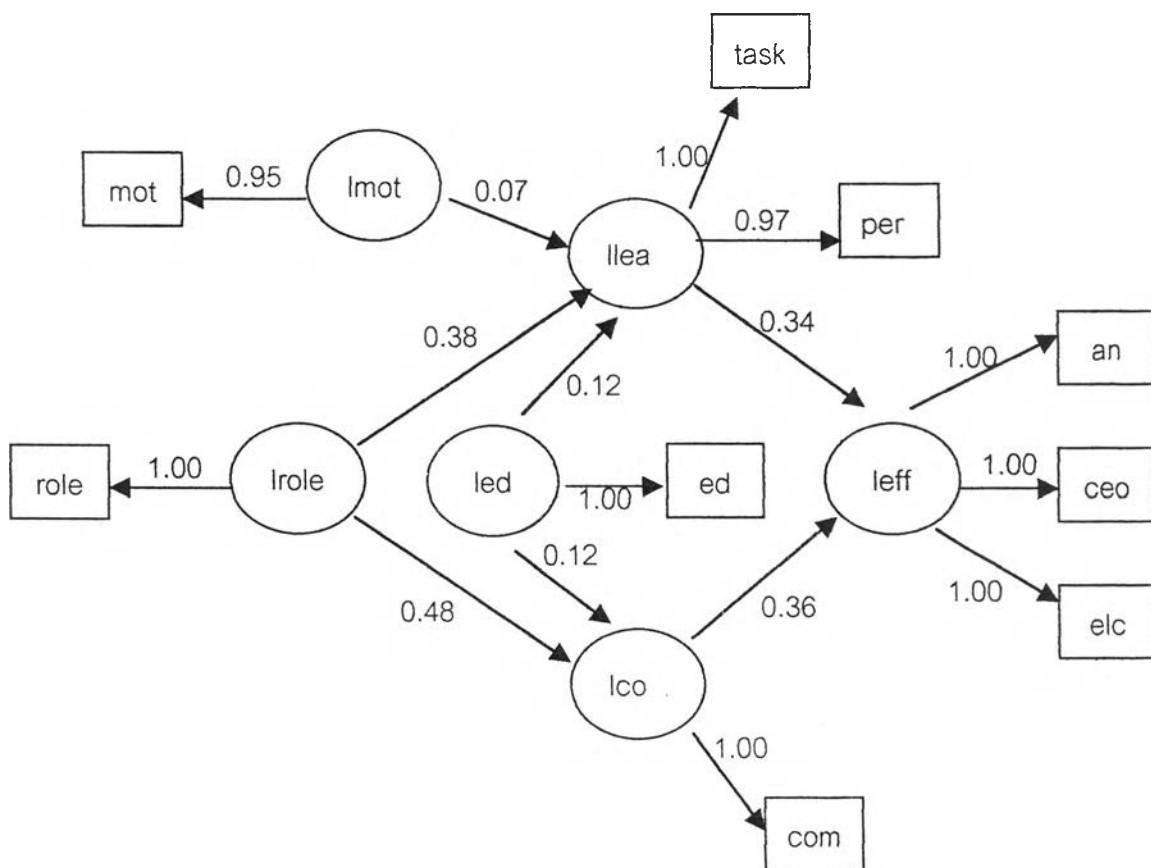 task
mot
0.95
lmot
0.07
1.00
llea
0.97
per
0.38
0.12
0.34
1.00
an
role
1.00
lrole
led
1.00
ed
leff
1.00
ceo
0.12
0.48
0.36
1.00
elc
lco
1.00
com